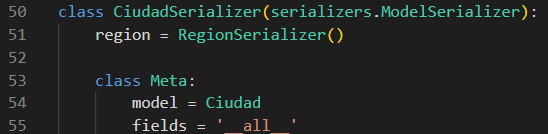 50 class CiudadSerializer(serializers.ModelSerializer):
51     region = RegionSerializer()
52
53     class Meta:
54         model = Ciudad
55         fields = '__all__'